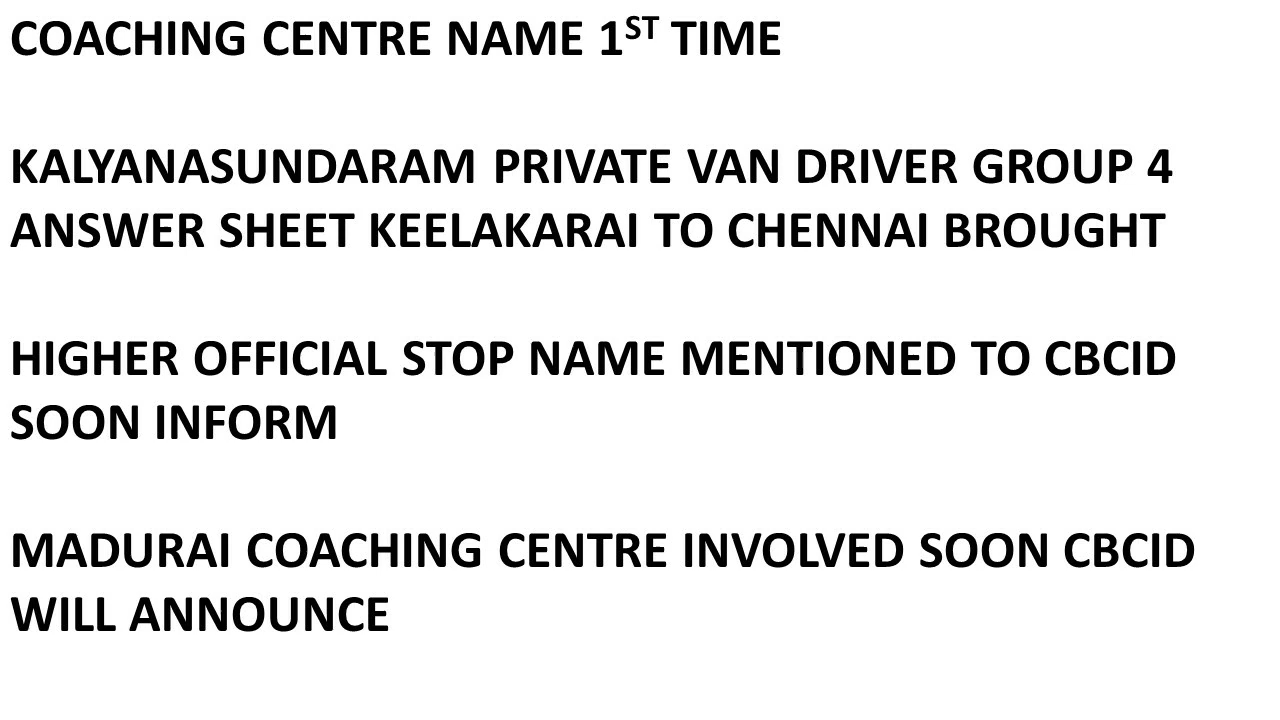 COACHING CENTRE NAME 1ST TIME
KALYANASUNDARAM PRIVATE VAN DRIVER GROUP 4
ANSWER SHEET KEELAKARAI TO CHENNAI BROUGHT
HIGHER OFFICIAL STOP NAME MENTIONED TO CBCID
SOON INFORM
MADURAI COACHING CENTRE INVOLVED SOON CBCID
WILL ANNOUNCE